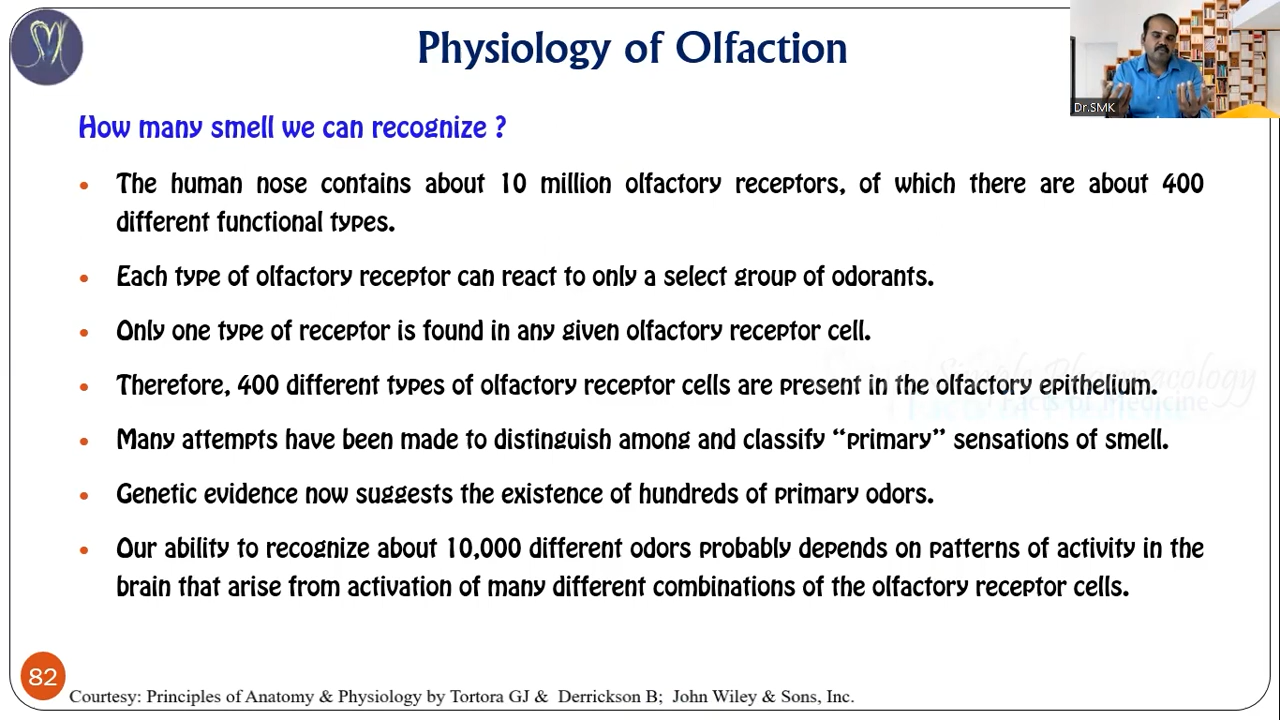 Physiology of Olfaction
Dr.SMK
How many smell we can recognize ?
• The human nose contains about 10 million olfactory receptors, of which there are about 400
different functional types.
• Each type of olfactory receptor can react to only a select group of odorants.
• Only one type of receptor is found in any given olfactory receptor cell.
• Therefore, 400 different types of olfactory receptor cells are present in the olfactory epithelium.
Simple Pharmacology
Facts of Medicine
• Many attempts have been made to distinguish among and classify “primary” sensations of smell.
• Genetic evidence now suggests the existence of hundreds of primary odors.
• Our ability to recognize about 10,000 different odors probably depends on patterns of activity in the
brain that arise from activation of many different combinations of the olfactory receptor cells.
82
Courtesy: Principles of Anatomy & Physiology by Tortora GJ & Derrickson B; John Wiley & Sons, Inc.